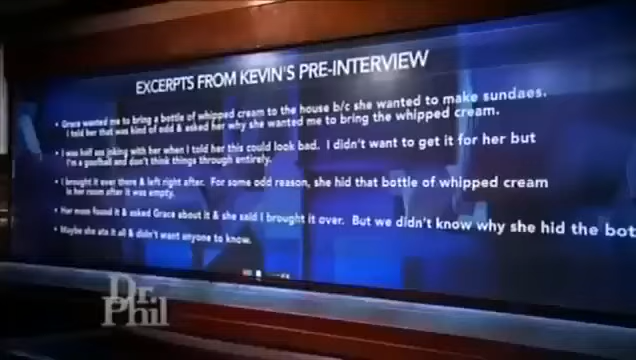 EXCERPTS FROM KEVIN'S PRE-INTERVIEW
• Grace wanted me to bring a bottle of whipped cream to the house b/c she wanted to make sundaes.
I told her that was kind of odd & asked her why she wanted me to bring the whipped cream.
• I was half ass joking with her when I told her this could look bad. I didn't want to get it for her but
I'm a goofball and don't think things through entirely.
• I brought it over there & left right after. For some odd reason, she hid that bottle of whipped cream
in her room after it was empty.
• Her mom found it & asked Grace about it & she said I brought it over. But we didn't know why she hid the bot
• Maybe she ate it all & didn't want anyone to know.
Dr.
Phil